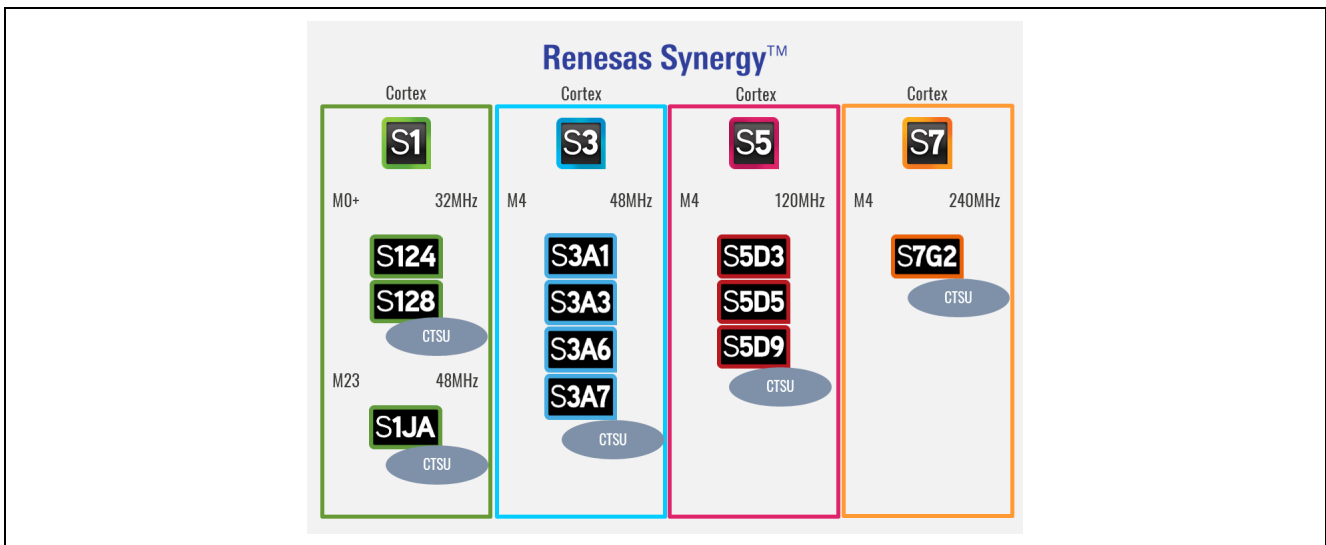 Renesas Synergy™
Cortex
S1
M0+ 32MHz
S124
S128
CTSU
M23 48MHz
S1JA
CTSU
Cortex
S3
M4 48MHz
S3A1
S3A3
S3A6
S3A7
CTSU
Cortex
S5
M4 120MHz
S5D3
S5D5
S5D9
CTSU
Cortex
S7
M4 240MHz
S7G2
CTSU